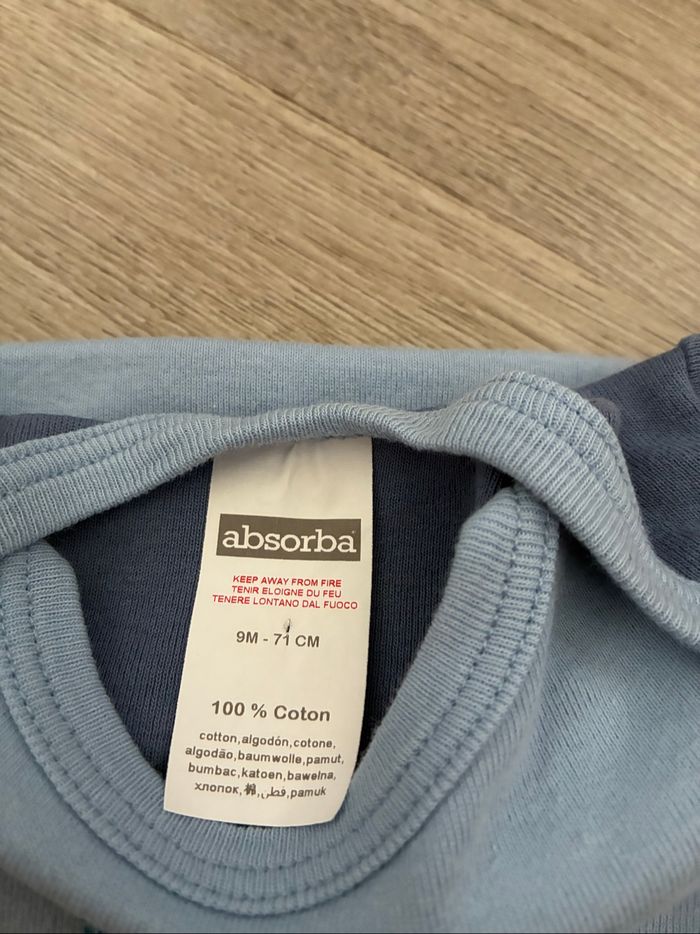 absorba
KEEP AWAY FROM FIRE
TENIR ELOIGNE DU FEU
TENERE LONTANO DAL FUOCO
9M - 71 CM
100 % Coton
cotton,algodón,cotone,
algodão,baumwolle,pamut,
bumbac,katoen,bawełna,
хлопок,棉,قطن,pamuk